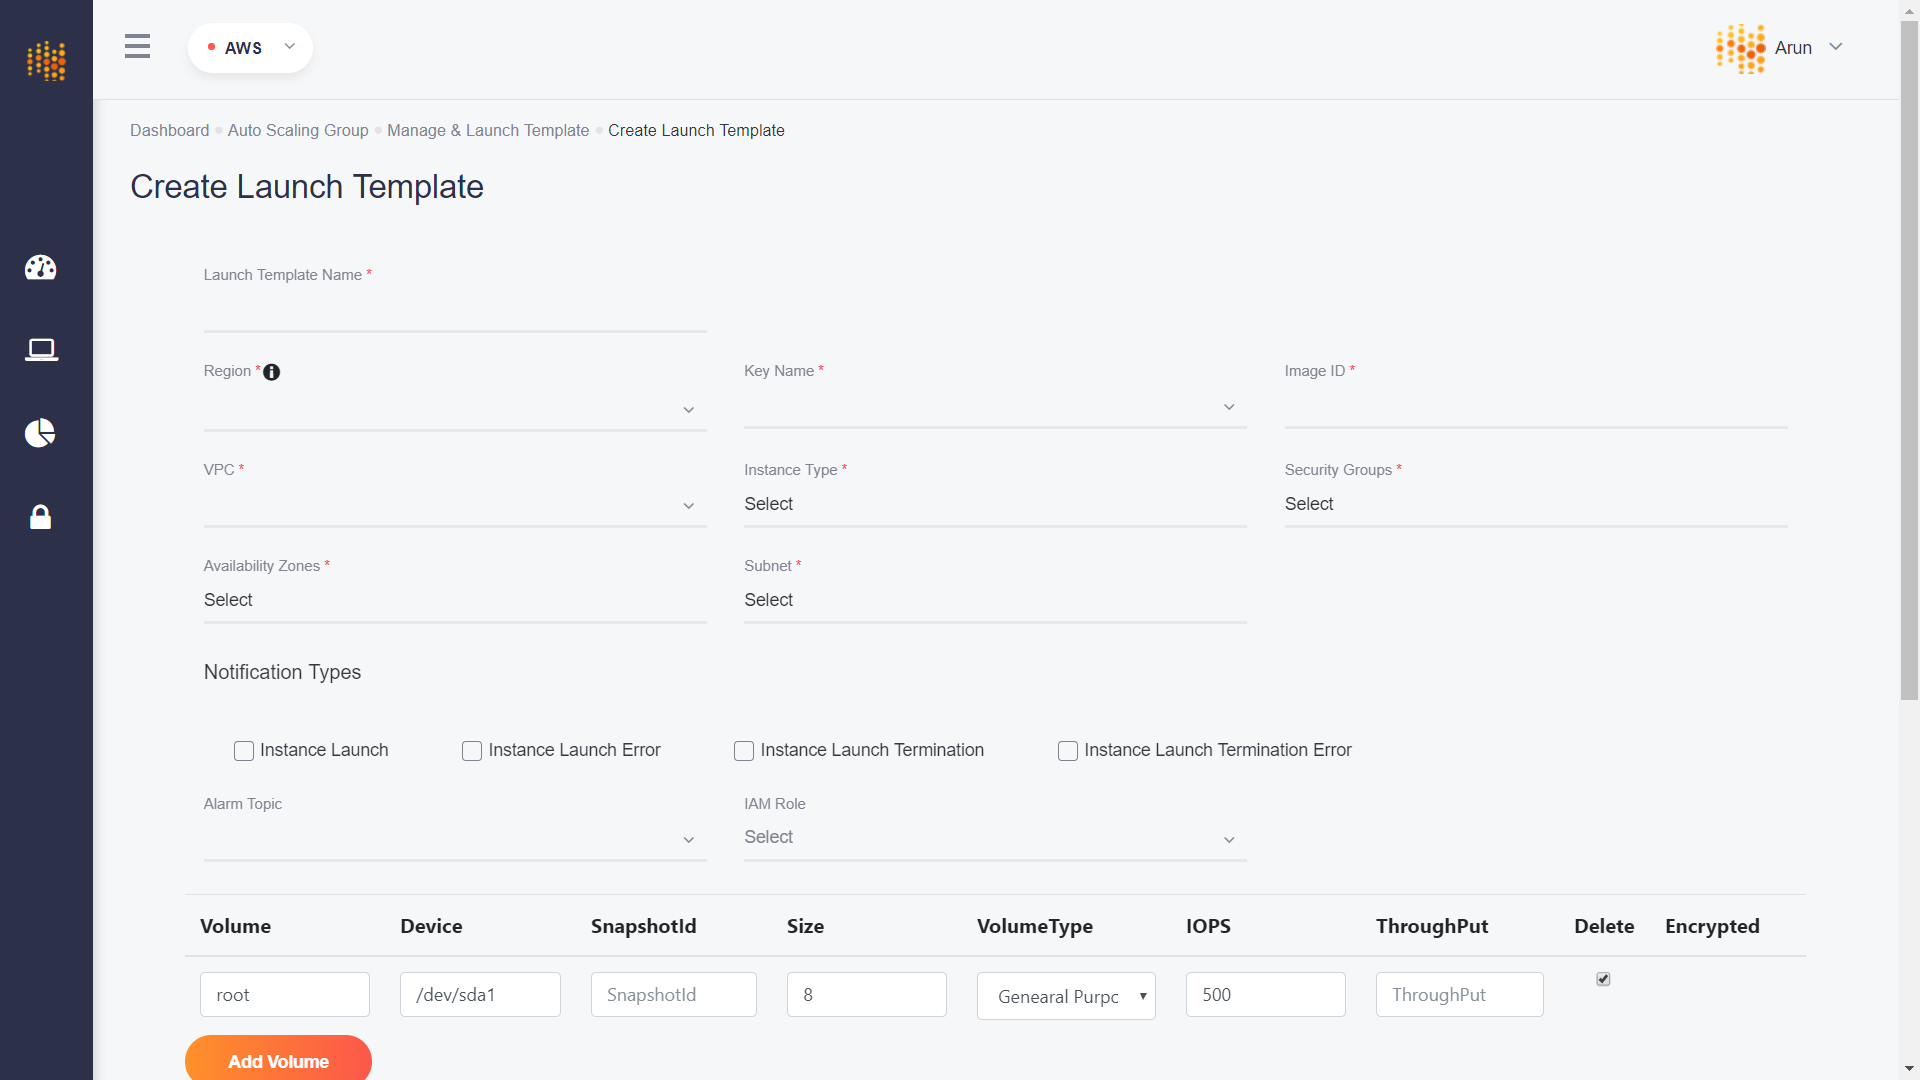 AWS
Arun
Dashboard Auto Scaling Group Manage & Launch Template Create Launch Template
Create Launch Template
Launch Template Name *
Region * Key Name * Image ID *
VPC * Instance Type * Security Groups *
Select Select
Availability Zones * Subnet *
Select Select
Notification Types
Instance Launch Instance Launch Error Instance Launch Termination Instance Launch Termination Error
Alarm Topic IAM Role
Select
Volume Device SnapshotId Size VolumeType IOPS ThroughPut Delete Encrypted
root /dev/sda1 SnapshotId 8 Genearal Purpc 500 ThroughPut
Add Volume